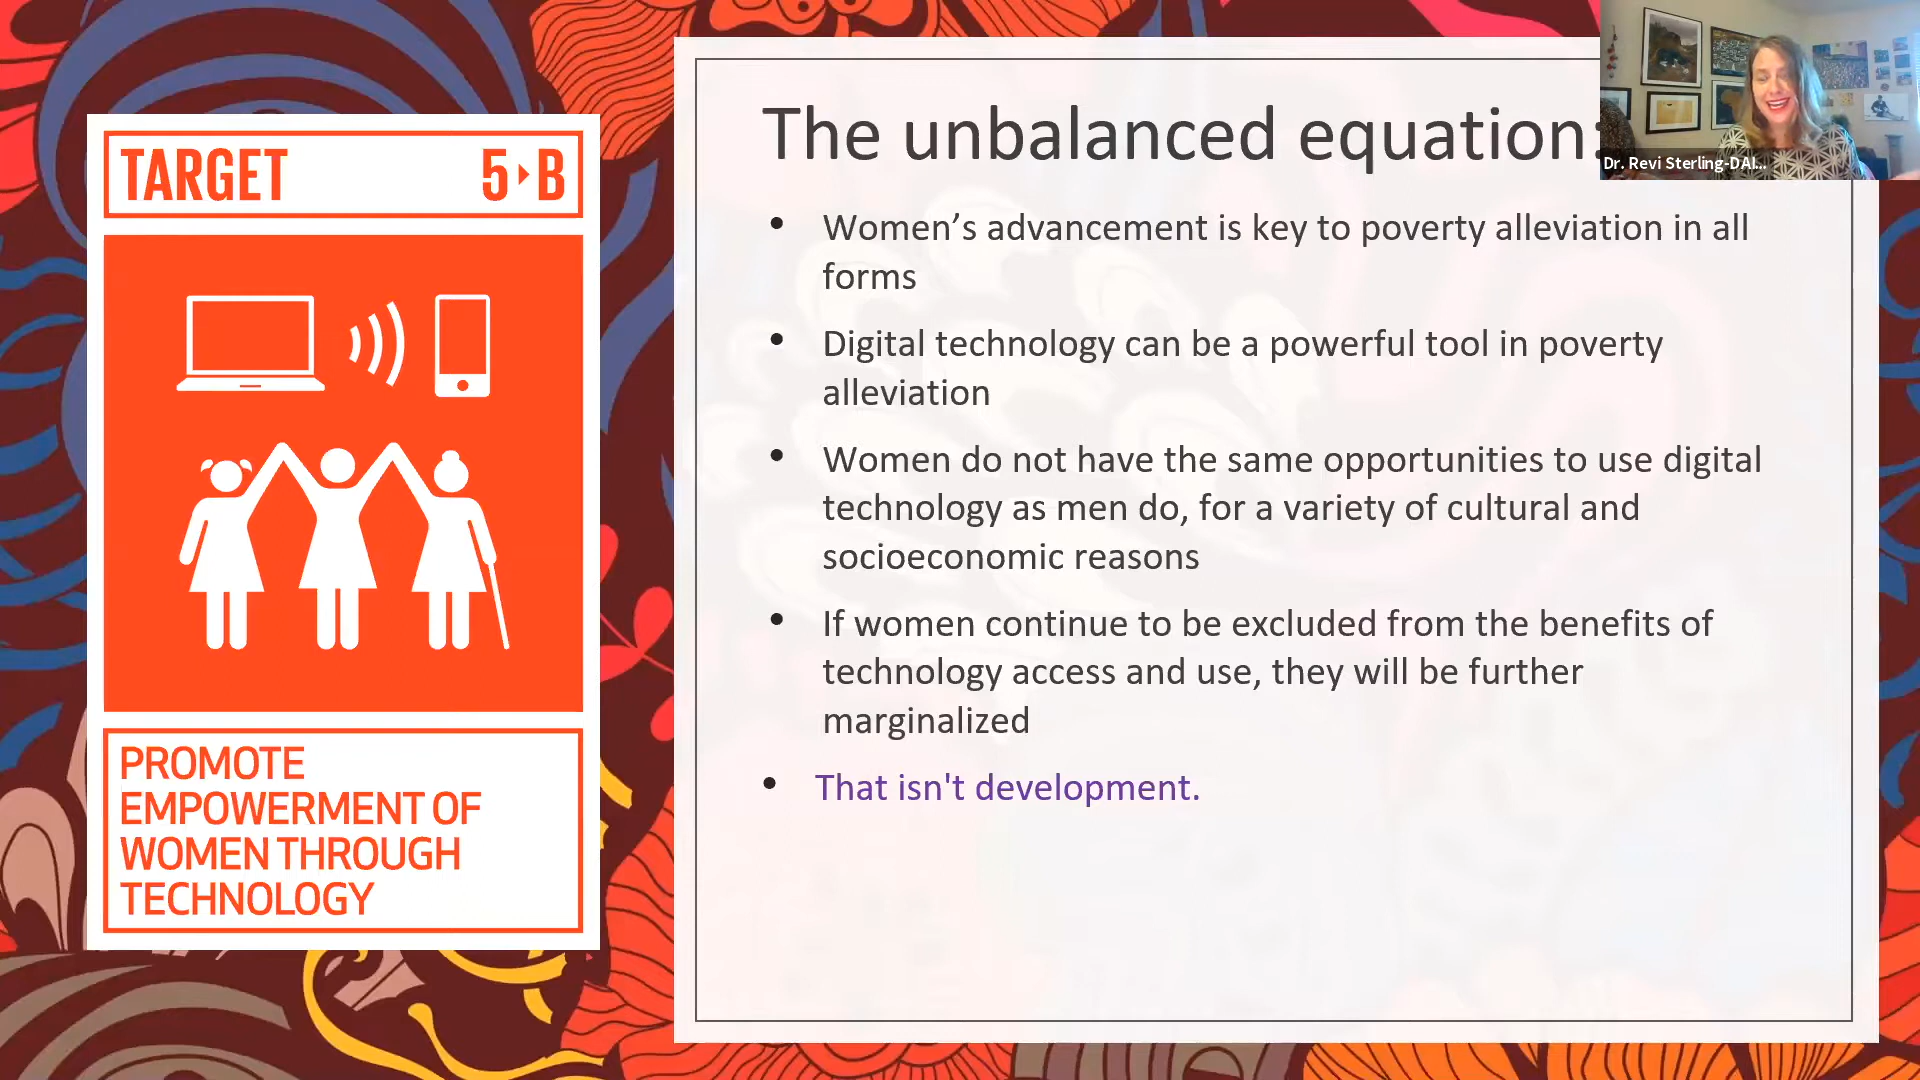 TARGET 5▸B
PROMOTE
EMPOWERMENT OF
WOMEN THROUGH
TECHNOLOGY
The unbalanced equation:
• Women’s advancement is key to poverty alleviation in all
forms
• Digital technology can be a powerful tool in poverty
alleviation
• Women do not have the same opportunities to use digital
technology as men do, for a variety of cultural and
socioeconomic reasons
• If women continue to be excluded from the benefits of
technology access and use, they will be further
marginalized
• That isn't development.
Dr. Revi Sterling-DAI...